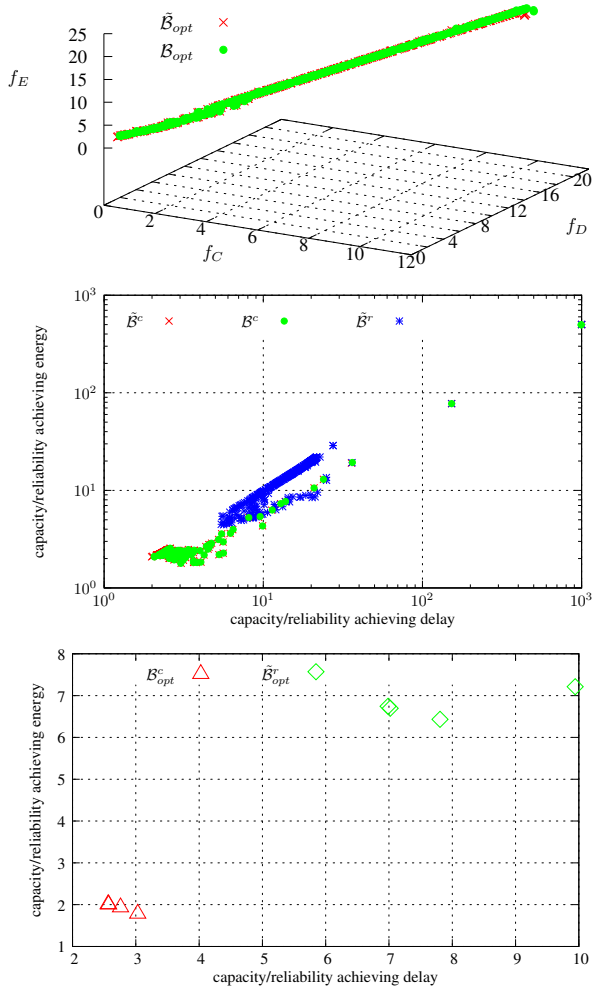 B̃opt
Bopt
fE
25
20
15
10
5
0
0
2
4
6
8
10
12
fC
0
4
8
12
16
20
fD
capacity/reliability achieving energy
10³
10²
10¹
10⁰
B̃ᶜ
Bᶜ
B̃ʳ
10⁰ 10¹ 10² 10³
capacity/reliability achieving delay
capacity/reliability achieving energy
8
7
6
5
4
3
2
1
Bᶜopt
B̃ʳopt
2 3 4 5 6 7 8 9 10
capacity/reliability achieving delay